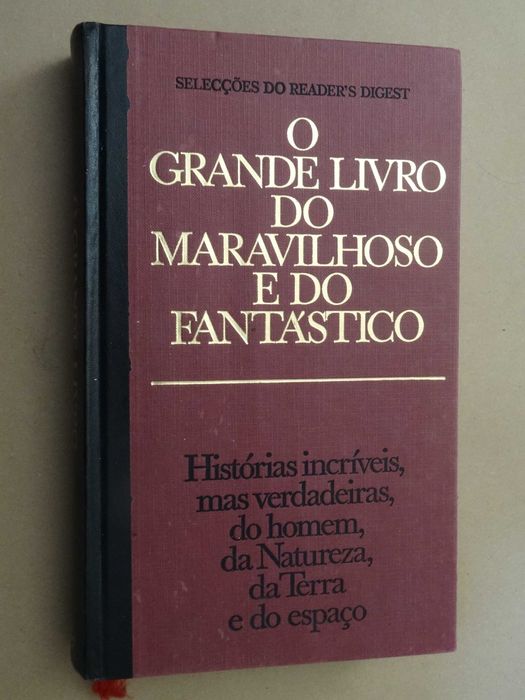 SELECÇÕES DO READER'S DIGEST
O
GRANDE LIVRO
DO
MARAVILHOSO
E DO
FANTÁSTICO
Histórias incríveis,
mas verdadeiras,
do homem,
da Natureza,
da Terra
e do espaço